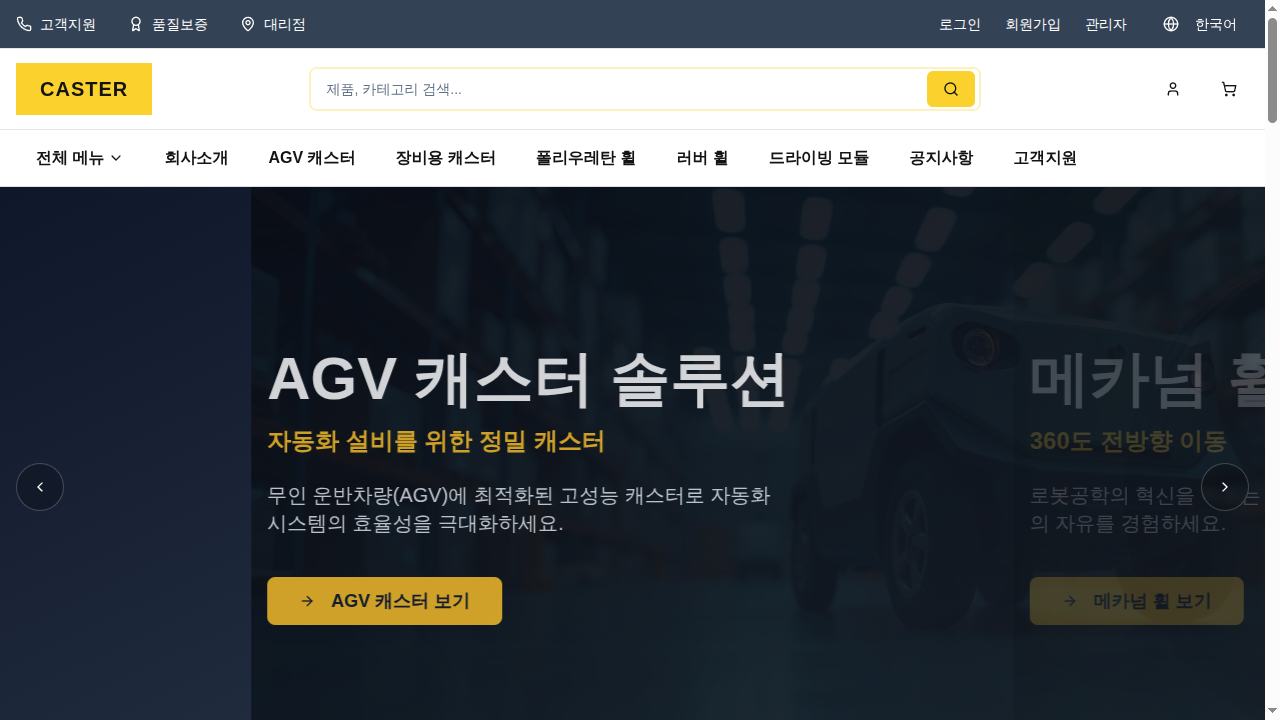 고객지원
품질보증
대리점
로그인
회원가입
관리자
한국어
CASTER
제품, 카테고리 검색...
전체 메뉴
회사소개
AGV 캐스터
장비용 캐스터
폴리우레탄 휠
러버 휠
드라이빙 모듈
공지사항
고객지원
AGV 캐스터 솔루션
자동화 설비를 위한 정밀 캐스터
무인 운반차량(AGV)에 최적화된 고성능 캐스터로 자동화
시스템의 효율성을 극대화하세요.
AGV 캐스터 보기
메카넘 휠
360도 전방향 이동
로봇공학의 혁신을
의 자유를 경험하세요.
메카넘 휠 보기